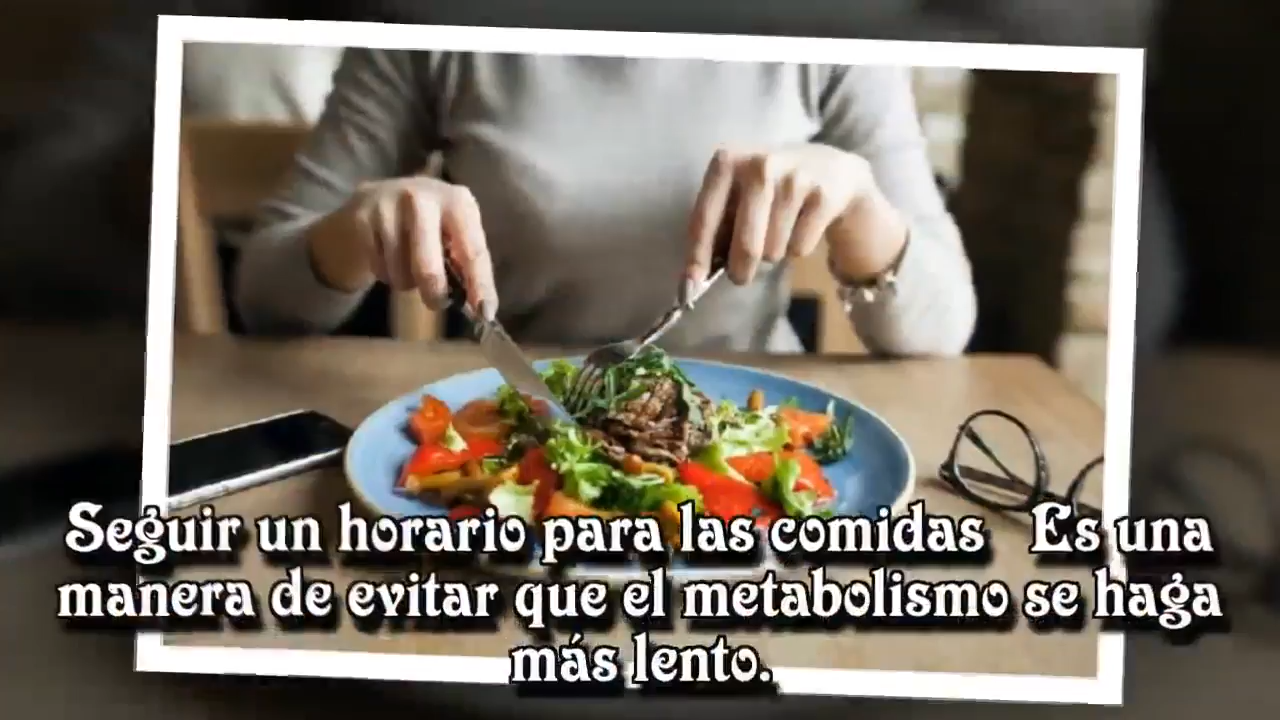 Seguir un horario para las comidas   Es una
manera de evitar que el metabolismo se haga
más lento.